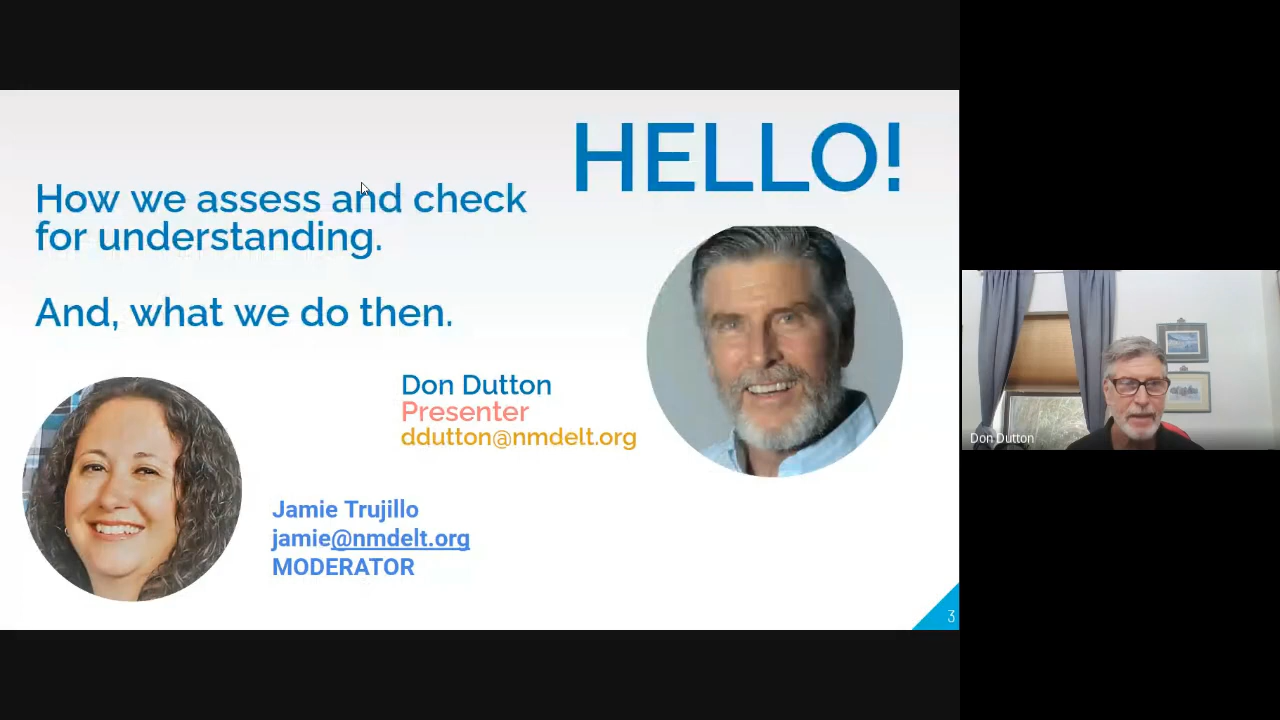 HELLO!
How we assess and check
for understanding.
And, what we do then.
Don Dutton
Presenter
ddutton@nmdelt.org
Jamie Trujillo
jamie@nmdelt.org
MODERATOR
3
Don Dutton